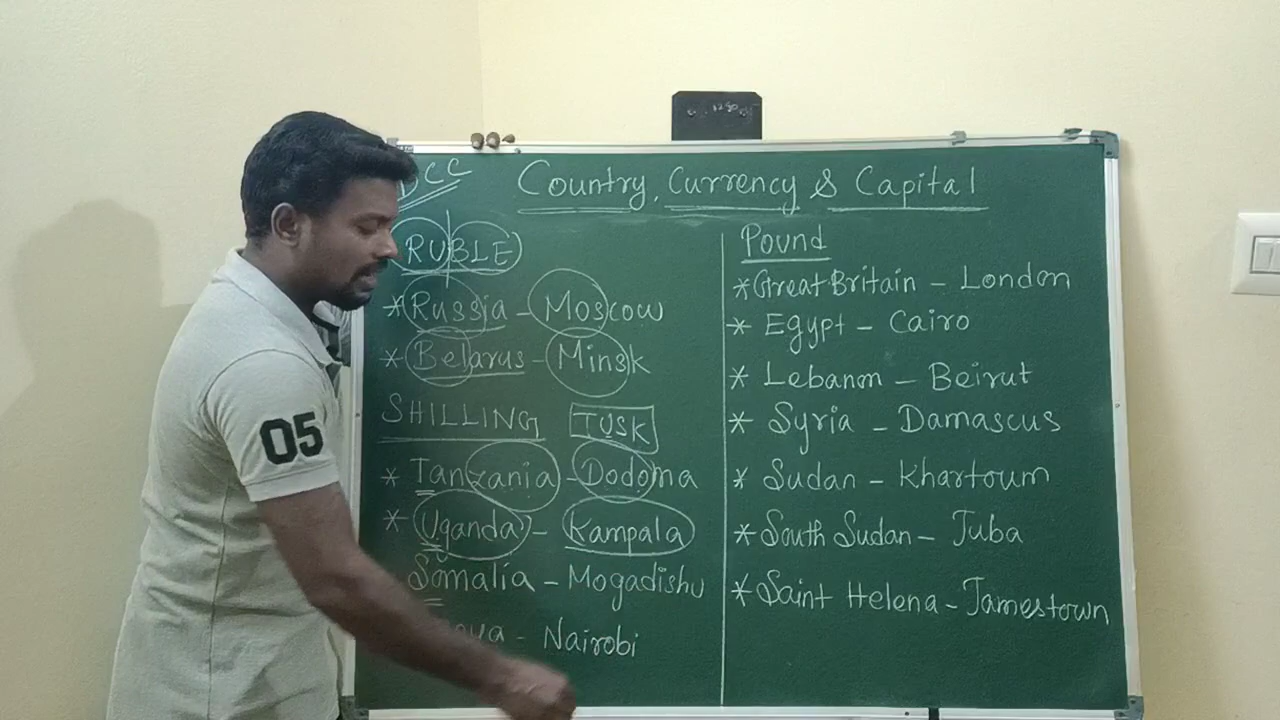 DCC
Country, Currency & Capital
RUBLE
* Russia - Moscow
* Belarus - Minsk
SHILLING TUSK
* Tanzania - Dodoma
* Uganda - Kampala
Somalia - Mogadishu
- Nairobi
Pound
* Great Britain - London
* Egypt - Cairo
* Lebanon - Beirut
* Syria - Damascus
* Sudan - Khartoum
* South Sudan - Juba
* Saint Helena - Jamestown
05